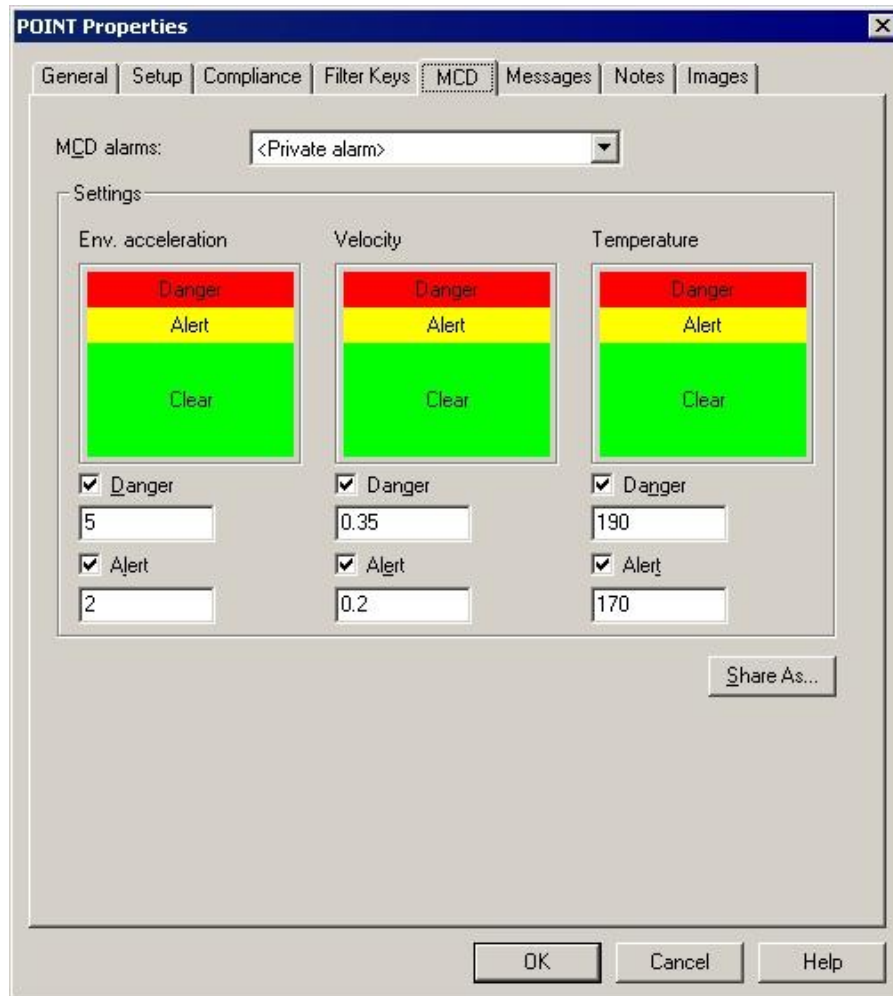 POINT Properties
General Setup Compliance Filter Keys MCD Messages Notes Images
MCD alarms: <Private alarm>
Settings
Env. acceleration Velocity Temperature
Danger Danger Danger
Alert Alert Alert
Clear Clear Clear
Danger Danger Danger
5 0.35 190
Alert Alert Alert
2 0.2 170
Share As...
OK Cancel Help